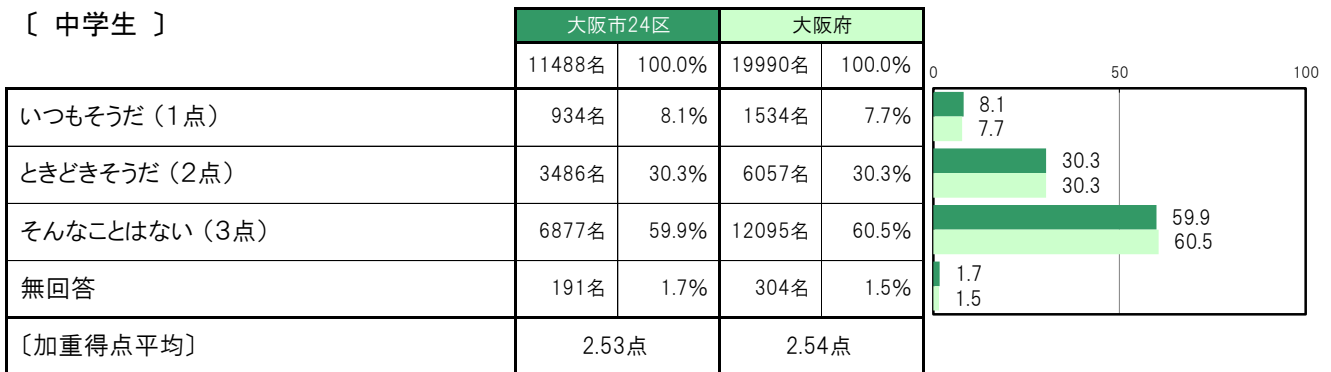 〔 中学生 〕
大阪市24区 大阪府
11488名 100.0% 19990名 100.0%
0 50 100
いつもそうだ（1点） 934名 8.1% 1534名 7.7%
8.1
7.7
ときどきそうだ（2点） 3486名 30.3% 6057名 30.3%
30.3
30.3
そんなことはない（3点） 6877名 59.9% 12095名 60.5%
59.9
60.5
無回答 191名 1.7% 304名 1.5%
1.7
1.5
〔加重得点平均〕 2.53点 2.54点